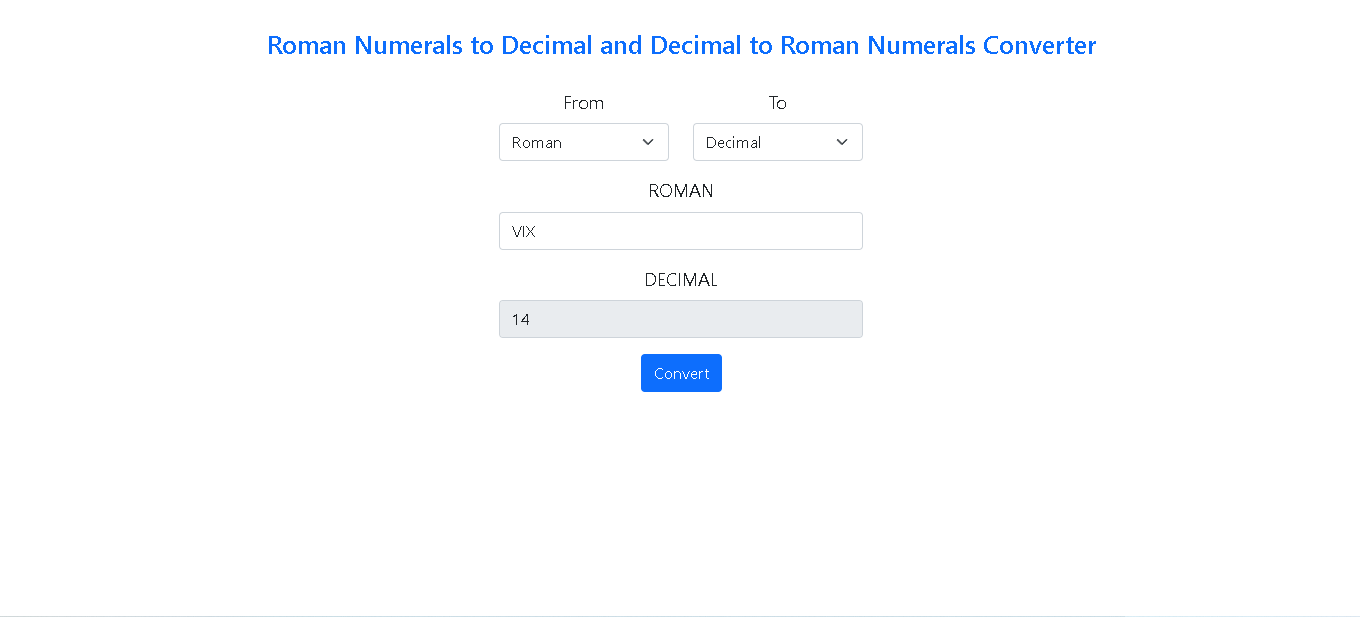 Roman Numerals to Decimal and Decimal to Roman Numerals Converter
From To
Roman Decimal
ROMAN
VIX
DECIMAL
14
Convert